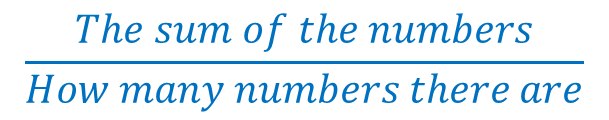 The sum of the numbers
How many numbers there are